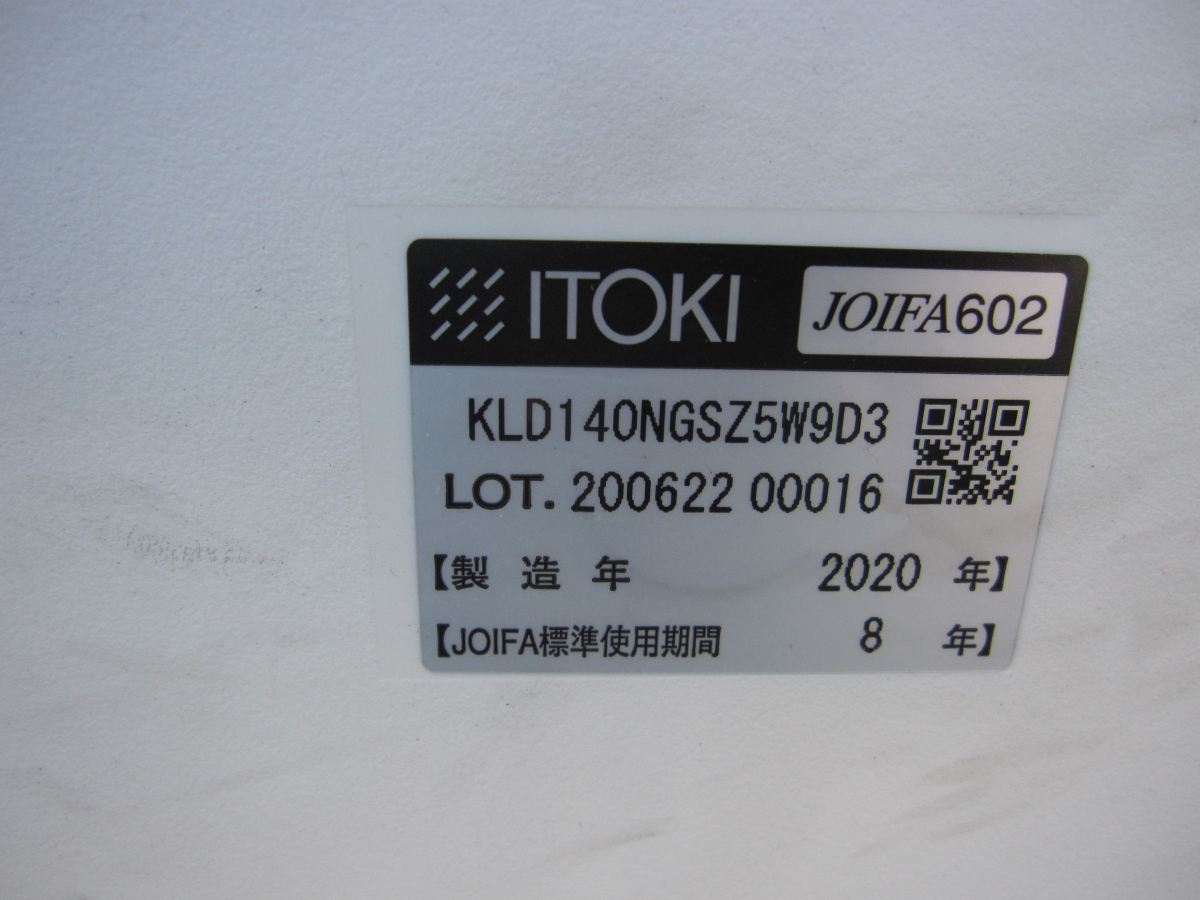 ITOKI JOIFA602
KLD140NGSZ5W9D3
LOT. 200622 00016
【製 造 年 2020 年】
【JOIFA標準使用期間 8 年】